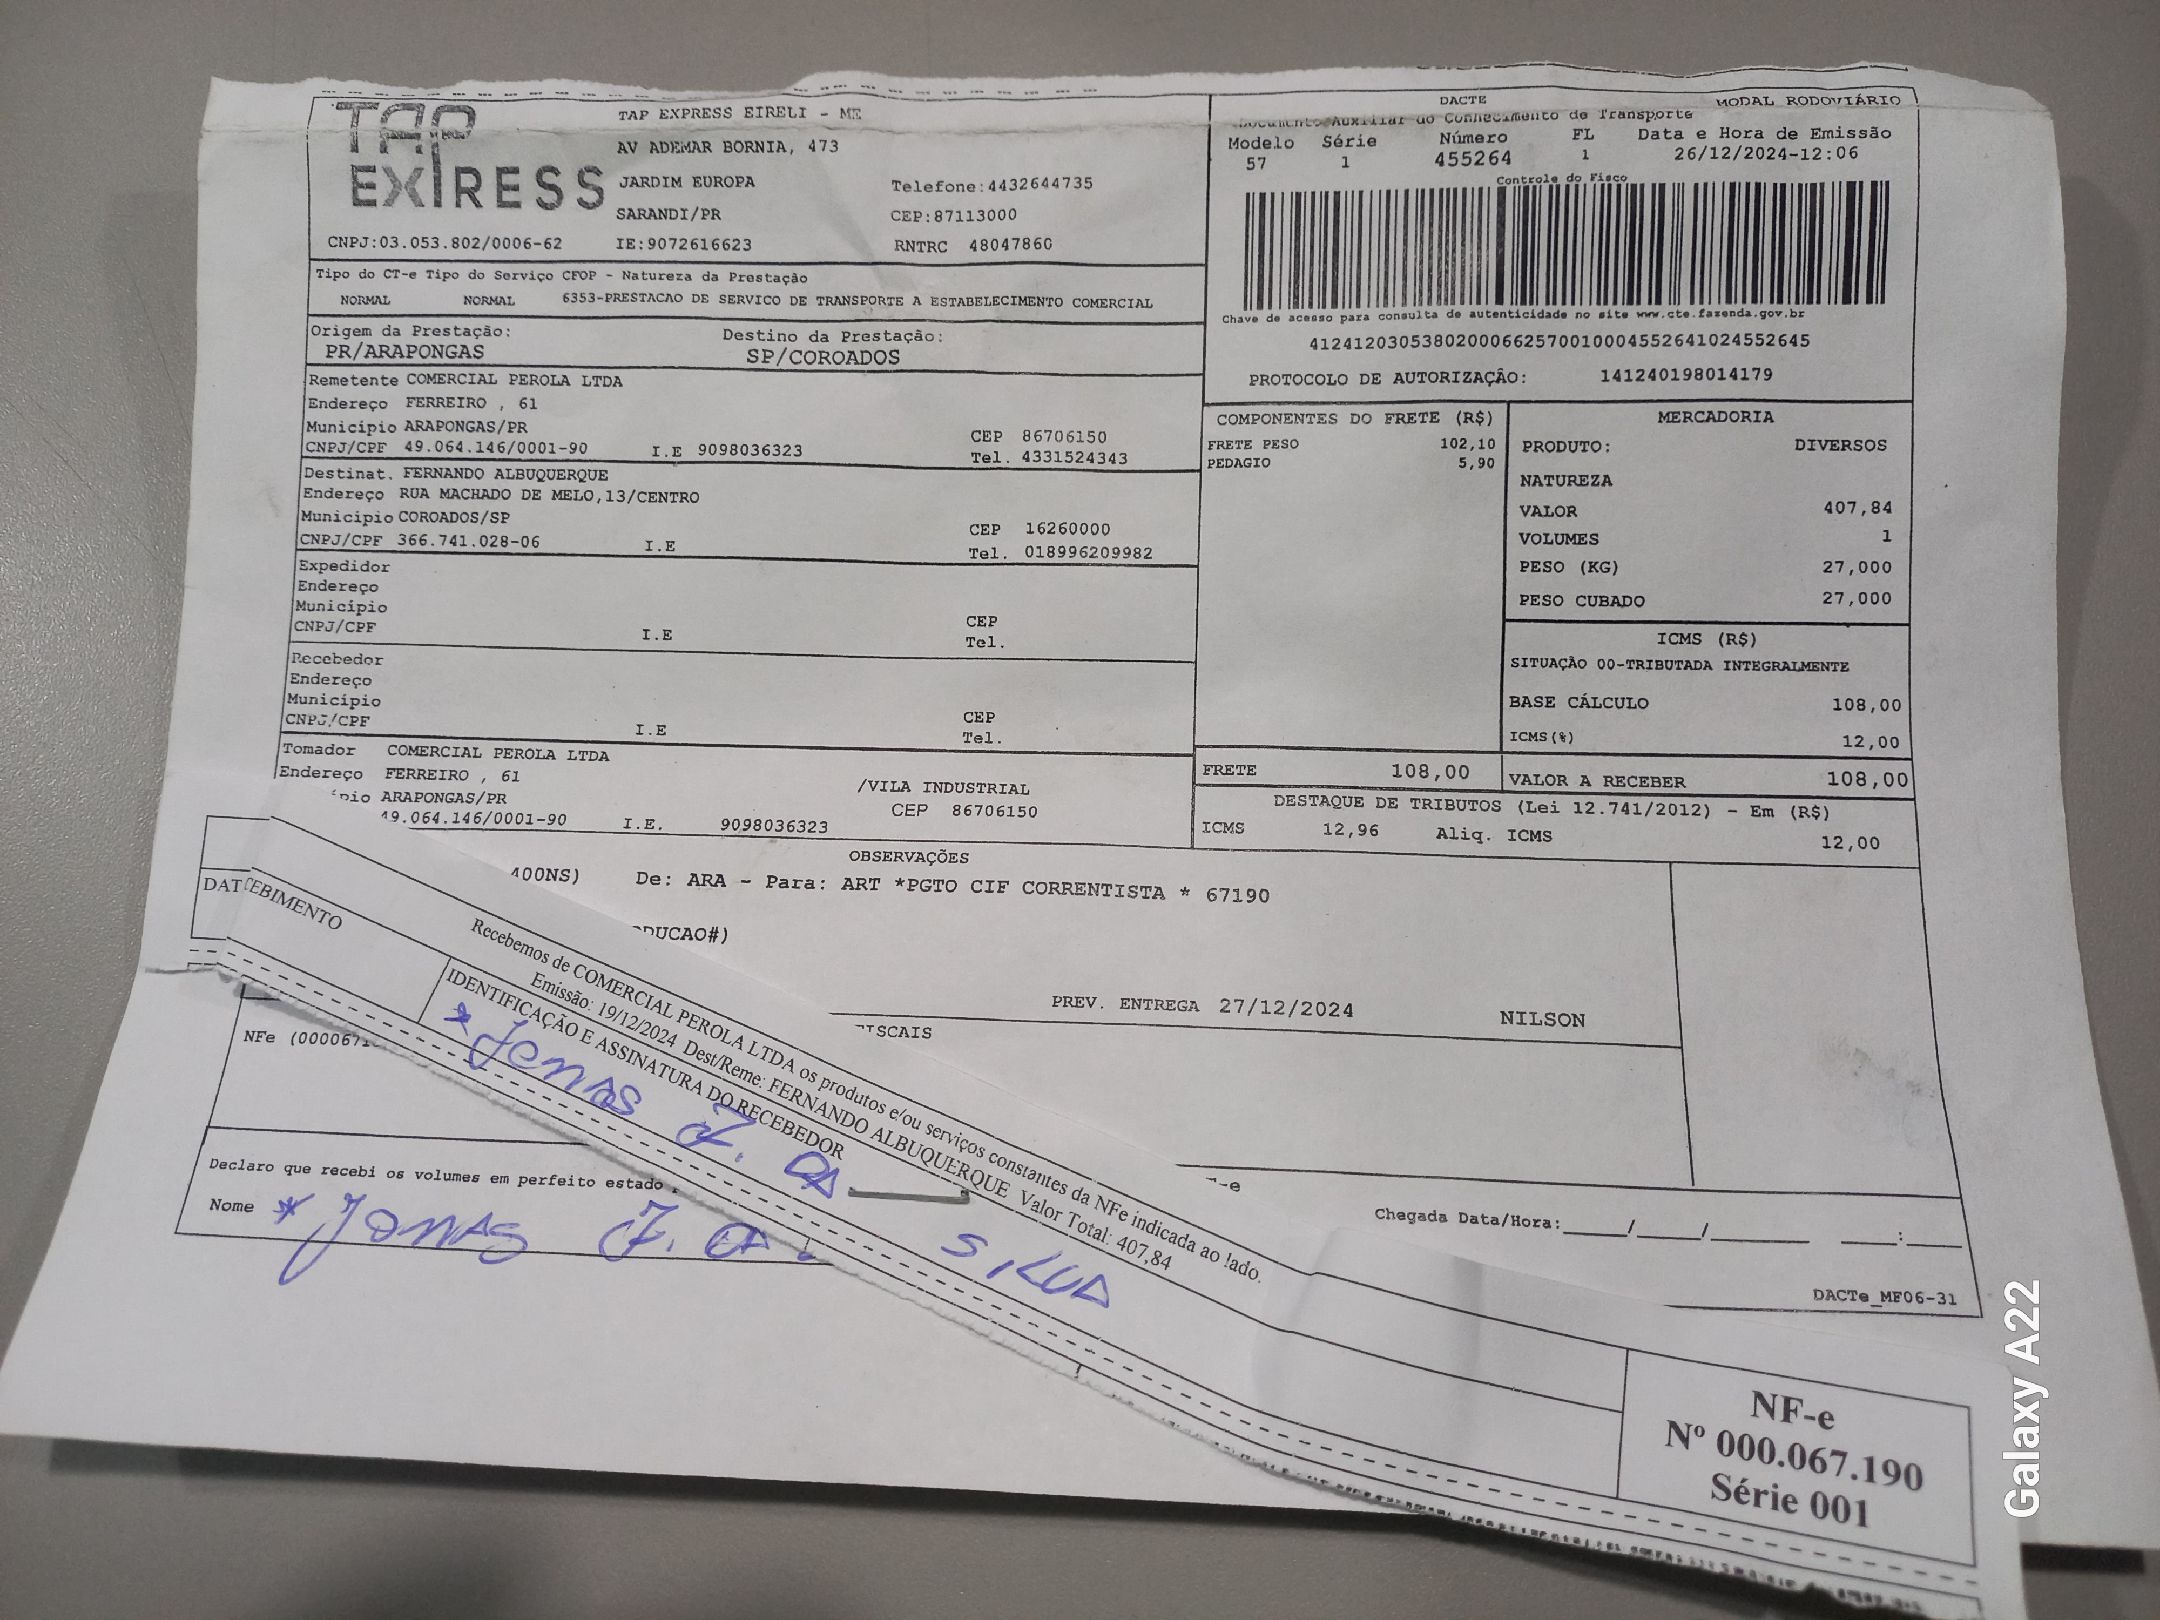 TAP EXPRESS
TAP EXPRESS EIRELI - ME
AV ADEMAR BORNIA, 473
JARDIM EUROPA Telefone:4432644735
SARANDI/PR CEP:87113000
CNPJ:03.053.802/0006-62 IE:9072616623 RNTRC 48047860
Tipo do CT-e Tipo do Serviço CFOP - Natureza da Prestação
NORMAL NORMAL 6353-PRESTACAO DE SERVICO DE TRANSPORTE A ESTABELECIMENTO COMERCIAL
Origem da Prestação: Destino da Prestação:
PR/ARAPONGAS SP/COROADOS
Remetente COMERCIAL PEROLA LTDA
Endereço FERREIRO , 61
Município ARAPONGAS/PR CEP 86706150
CNPJ/CPF 49.064.146/0001-90 I.E 9098036323 Tel. 4331524343
Destinat. FERNANDO ALBUQUERQUE
Endereço RUA MACHADO DE MELO,13/CENTRO
Município COROADOS/SP CEP 16260000
CNPJ/CPF 366.741.028-06 I.E Tel. 018996209982
Expedidor
Endereço
Município CEP
CNPJ/CPF I.E Tel.
Recebedor
Endereço
Município CEP
CNPJ/CPF I.E Tel.
Tomador COMERCIAL PEROLA LTDA
Endereço FERREIRO , 61 /VILA INDUSTRIAL
ARAPONGAS/PR CEP 86706150
49.064.146/0001-90 I.E. 9098036323
DACTE MODAL RODOVIÁRIO
Documento Auxiliar do Conhecimento de Transporte
Modelo Série Número FL Data e Hora de Emissão
57 1 455264 1 26/12/2024-12:06
Controle do Fisco
Chave de acesso para consulta de autenticidade no site www.cte.fazenda.gov.br
41241203053802000662570010004552641024552645
PROTOCOLO DE AUTORIZAÇÃO: 141240198014179
COMPONENTES DO FRETE (R$)
FRETE PESO 102,10
PEDAGIO 5,90
MERCADORIA
PRODUTO: DIVERSOS
NATUREZA
VALOR 407,84
VOLUMES 1
PESO (KG) 27,000
PESO CUBADO 27,000
ICMS (R$)
SITUAÇÃO 00-TRIBUTADA INTEGRALMENTE
BASE CÁLCULO 108,00
ICMS(%) 12,00
FRETE 108,00 VALOR A RECEBER 108,00
DESTAQUE DE TRIBUTOS (Lei 12.741/2012) - Em (R$)
ICMS 12,96 Aliq. ICMS 12,00
OBSERVAÇÕES
De: ARA - Para: ART *PGTO CIF CORRENTISTA * 67190
PREV. ENTREGA 27/12/2024 NILSON
Recebemos de COMERCIAL PEROLA LTDA os produtos e/ou serviços constantes da NFe indicada ao lado.
Emissão: 19/12/2024 Dest/Reme: FERNANDO ALBUQUERQUE Valor Total: 407,84
IDENTIFICAÇÃO E ASSINATURA DO RECEBEDOR
* Jonas J. da Silva
NFe
Declaro que recebi os volumes em perfeito estado.
Nome * Jonas J. da
Chegada Data/Hora:____/____/______ ___:___
DACTe_MF06-31
NF-e
Nº 000.067.190
Série 001
Galaxy A22